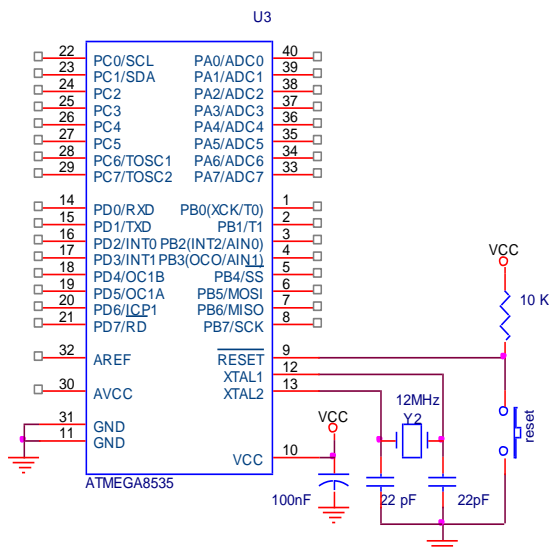 U3
22 PC0/SCL PA0/ADC0 40
23 PC1/SDA PA1/ADC1 39
24 PC2 PA2/ADC2 38
25 PC3 PA3/ADC3 37
26 PC4 PA4/ADC4 36
27 PC5 PA5/ADC5 35
28 PC6/TOSC1 PA6/ADC6 34
29 PC7/TOSC2 PA7/ADC7 33
14 PD0/RXD PB0(XCK/T0) 1
15 PD1/TXD PB1/T1 2
16 PD2/INT0 PB2(INT2/AIN0) 3
17 PD3/INT1 PB3(OCO/AIN1) 4
18 PD4/OC1B PB4/SS 5
19 PD5/OC1A PB5/MOSI 6
20 PD6/ICP1 PB6/MISO 7
21 PD7/RD PB7/SCK 8
VCC
10 K
32 AREF RESET 9
XTAL1 12
30 AVCC XTAL2 13
12MHz
Y2
reset
31 GND
11 GND
VCC
VCC 10
ATMEGA8535
100nF
22 pF
22pF